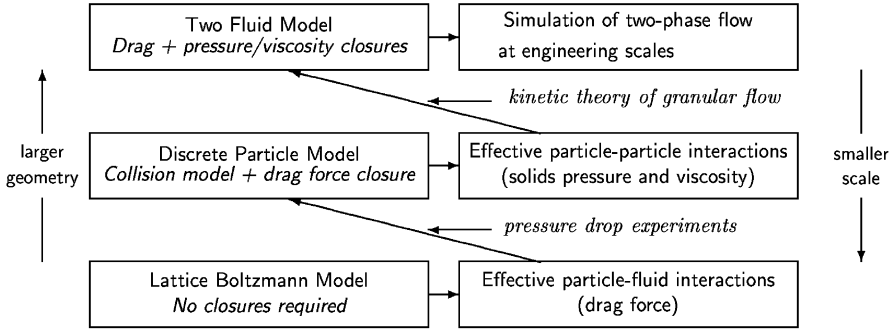 Two Fluid Model
Drag + pressure/viscosity closures
Simulation of two-phase flow
at engineering scales
kinetic theory of granular flow
larger
geometry
Discrete Particle Model
Collision model + drag force closure
Effective particle-particle interactions
(solids pressure and viscosity)
smaller
scale
pressure drop experiments
Lattice Boltzmann Model
No closures required
Effective particle-fluid interactions
(drag force)